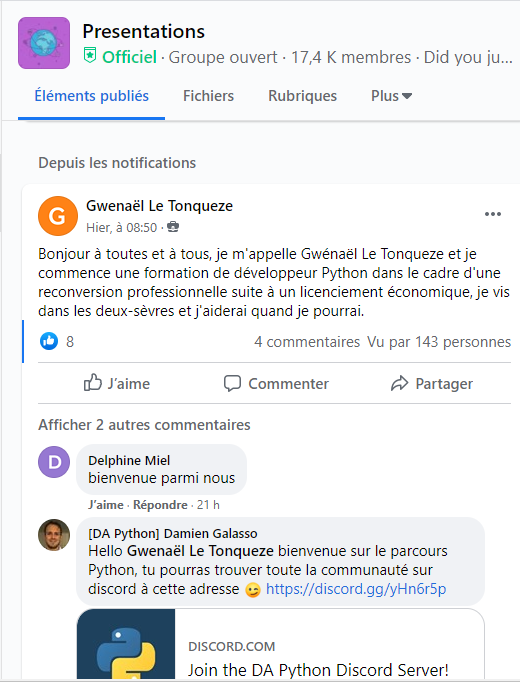 Presentations
Officiel · Groupe ouvert · 17,4 K membres · Did you ju...
Éléments publiés Fichiers Rubriques Plus
Depuis les notifications
G
Gwenaël Le Tonqueze
Hier, à 08:50 ·
Bonjour à toutes et à tous, je m'appelle Gwénaël Le Tonqueze et je
commence une formation de développeur Python dans le cadre d'une
reconversion professionnelle suite à un licenciement économique, je vis
dans les deux-sèvres et j'aiderai quand je pourrai.
8 4 commentaires Vu par 143 personnes
J'aime Commenter Partager
Afficher 2 autres commentaires
D
Delphine Miel
bienvenue parmi nous
J'aime · Répondre · 21 h
[DA Python] Damien Galasso
Hello Gwenaël Le Tonqueze bienvenue sur le parcours
Python, tu pourras trouver toute la communauté sur
discord à cette adresse 😉 https://discord.gg/yHn6r5p
DISCORD.COM
Join the DA Python Discord Server!